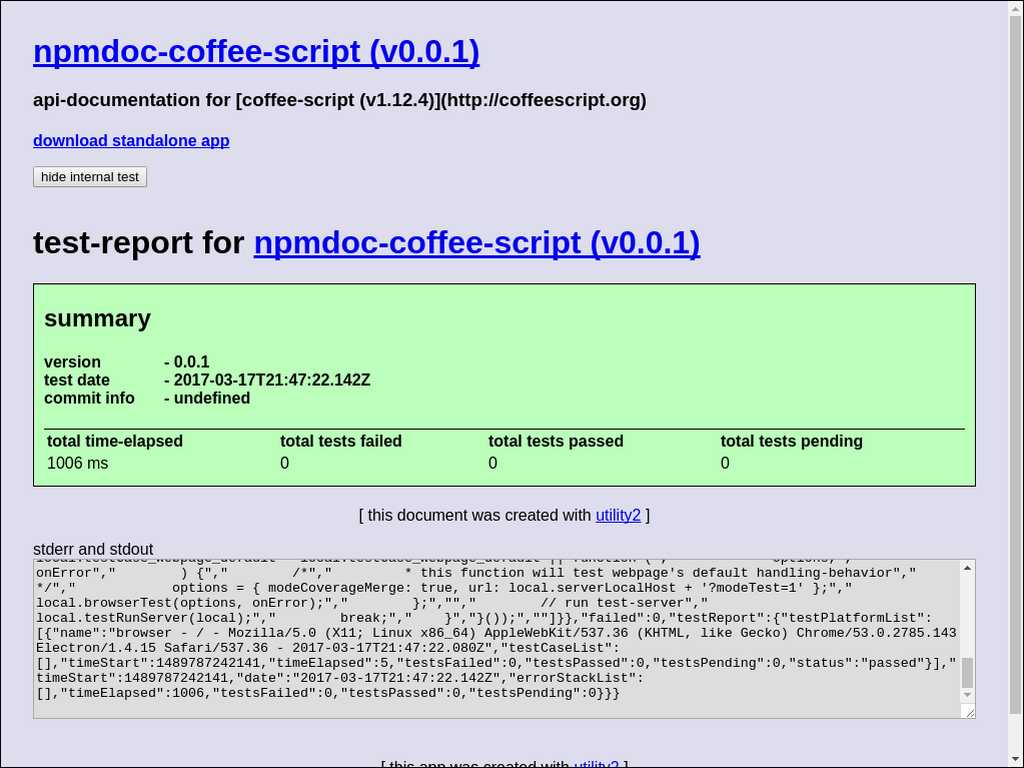 npmdoc-coffee-script (v0.0.1)
api-documentation for [coffee-script (v1.12.4)](http://coffeescript.org)
download standalone app
hide internal test
test-report for npmdoc-coffee-script (v0.0.1)
summary
version - 0.0.1
test date - 2017-03-17T21:47:22.142Z
commit info - undefined
total time-elapsed total tests failed total tests passed total tests pending
1006 ms 0 0 0
[ this document was created with utility2 ]
stderr and stdout
local.testCase_webpage_default = local.testCase_webpage_default || function (","            options,","
onError","        ) {","        /*","         * this function will test webpage's default handling-behavior","
*/","            options = { modeCoverageMerge: true, url: local.serverLocalHost + '?modeTest=1' };","
local.browserTest(options, onError);","        };","","        // run test-server","
local.testRunServer(local);","        break;","    }","}());",""]}},"failed":0,"testReport":{"testPlatformList":
[{"name":"browser - / - Mozilla/5.0 (X11; Linux x86_64) AppleWebKit/537.36 (KHTML, like Gecko) Chrome/53.0.2785.143
Electron/1.4.15 Safari/537.36 - 2017-03-17T21:47:22.080Z","testCaseList":
[],"timeStart":1489787242141,"timeElapsed":5,"testsFailed":0,"testsPassed":0,"testsPending":0,"status":"passed"}],"
timeStart":1489787242141,"date":"2017-03-17T21:47:22.142Z","errorStackList":
[],"timeElapsed":1006,"testsFailed":0,"testsPassed":0,"testsPending":0}}}
[ this app was created with utility2 ]